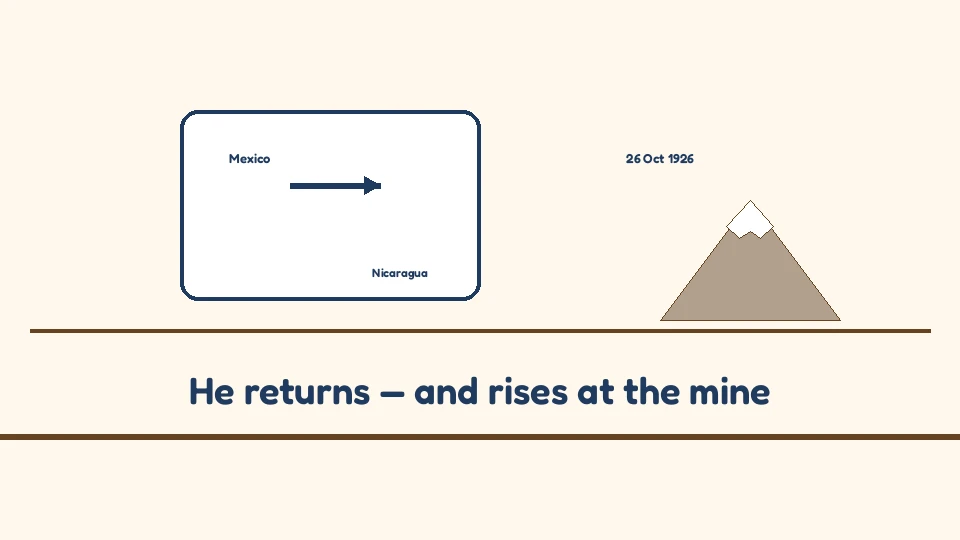 Mexico
26 Oct 1926
Nicaragua
He returns — and rises at the mine